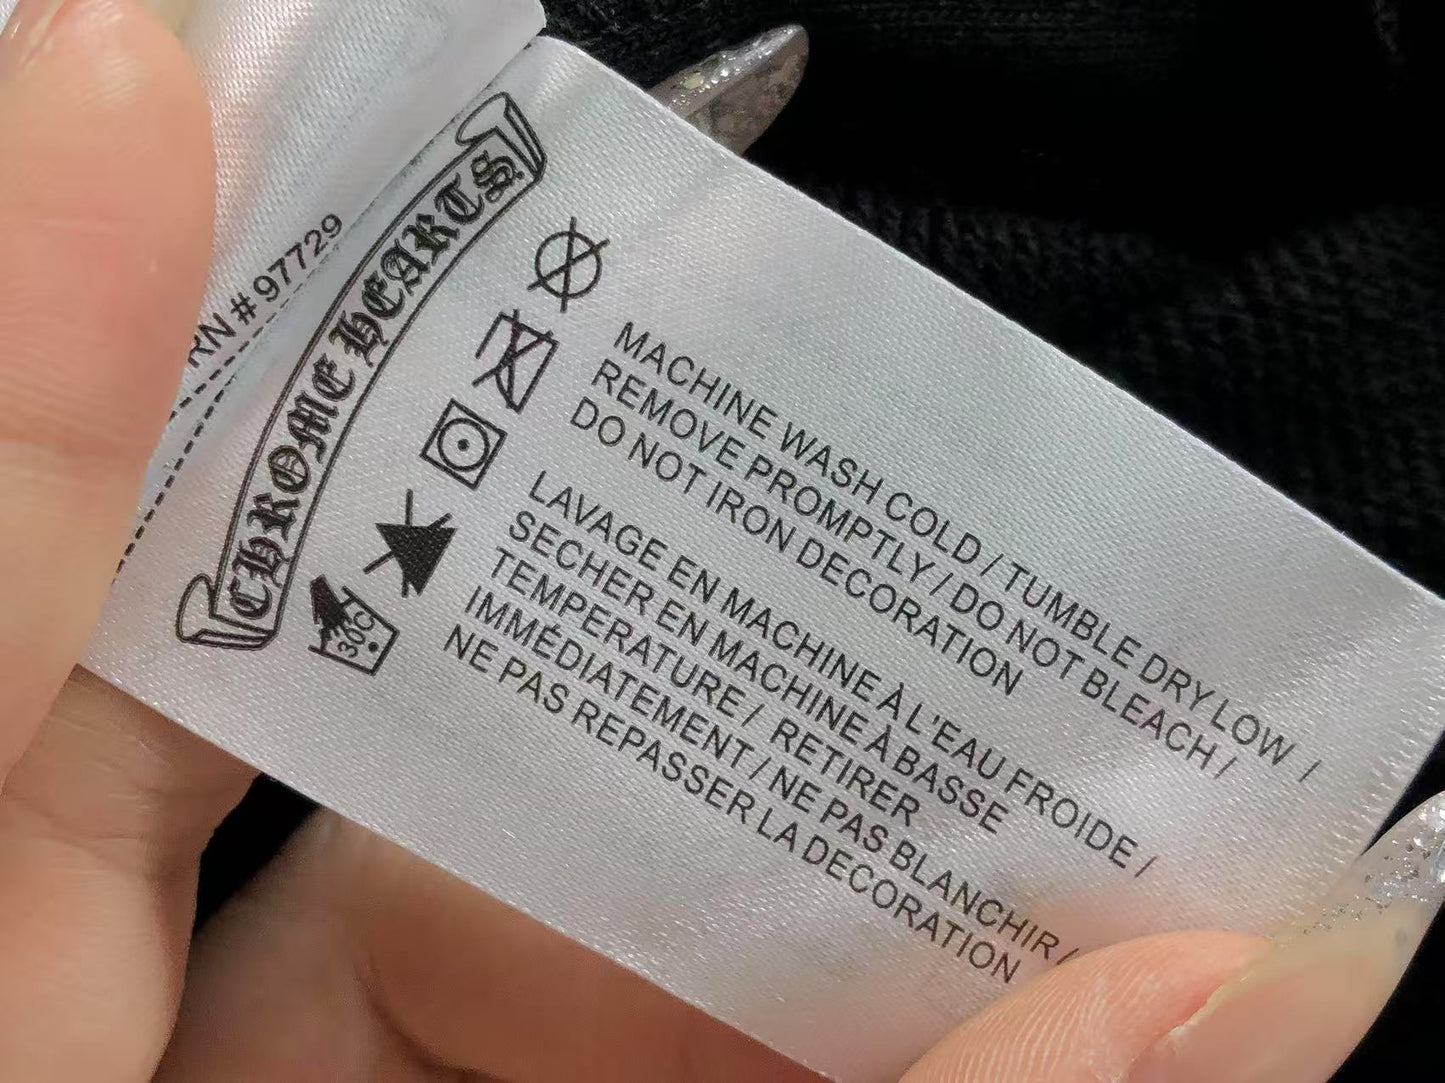 RN # 97729
CHROME HEARTS
30C
MACHINE WASH COLD / TUMBLE DRY LOW /
REMOVE PROMPTLY / DO NOT BLEACH /
DO NOT IRON DECORATION
LAVAGE EN MACHINE À L'EAU FROIDE /
SECHER EN MACHINE À BASSE
TEMPERATURE / RETIRER
IMMÉDIATEMENT / NE PAS BLANCHIR /
NE PAS REPASSER LA DECORATION